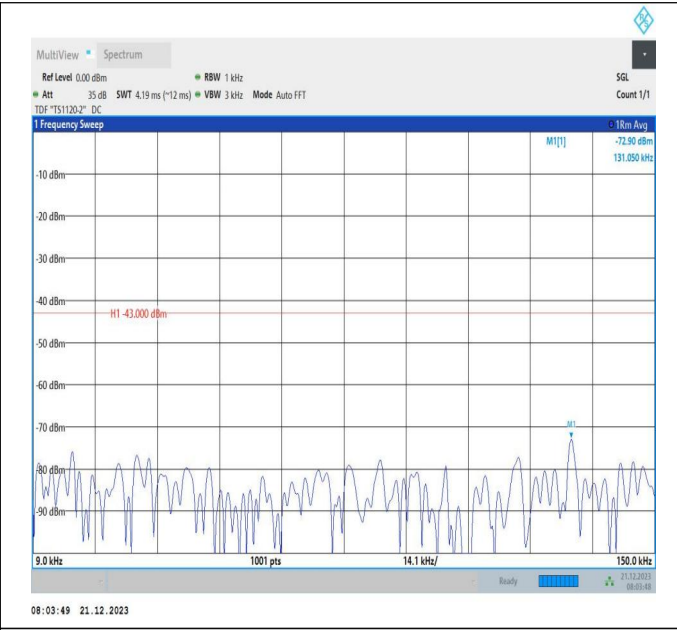 R&S
MultiView Spectrum
Ref Level 0.00 dBm RBW 1 kHz SGL
Att 35 dB SWT 4.19 ms (~12 ms) VBW 3 kHz Mode Auto FFT Count 1/1
TDF "TS1120-2" DC
1 Frequency Sweep 1Rm Avg
M1[1] -72.90 dBm
131.050 kHz
-10 dBm
-20 dBm
-30 dBm
-40 dBm
H1 -43.000 dBm
-50 dBm
-60 dBm
-70 dBm
M1
-80 dBm
-90 dBm
9.0 kHz 1001 pts 14.1 kHz/ 150.0 kHz
Ready 21.12.2023
08:03:48
08:03:49 21.12.2023